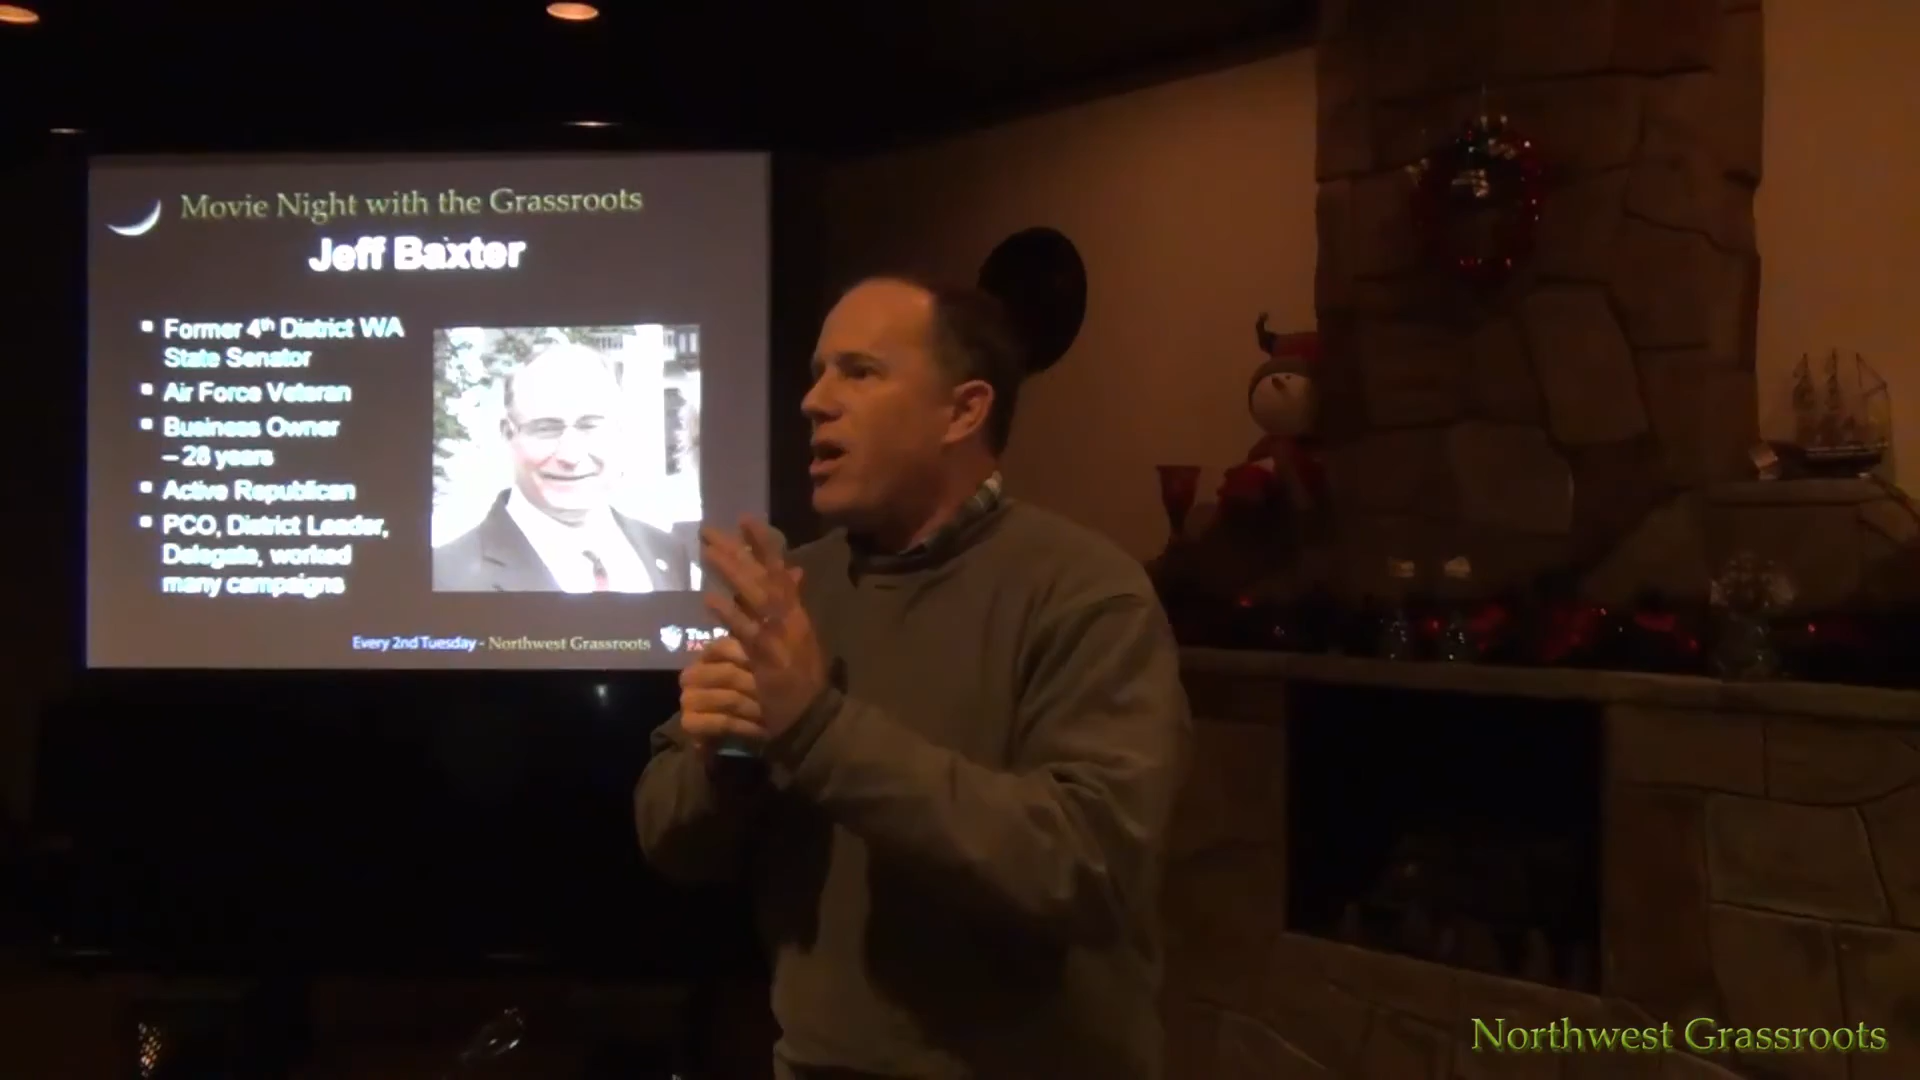 Movie Night with the Grassroots
Jeff Baxter
Former 4th District WA
State Senator
Air Force Veteran
Business Owner
– 28 years
Active Republican
PCO, District Leader,
Delegate, worked
many campaigns
Every 2nd Tuesday - Northwest Grassroots
Northwest Grassroots